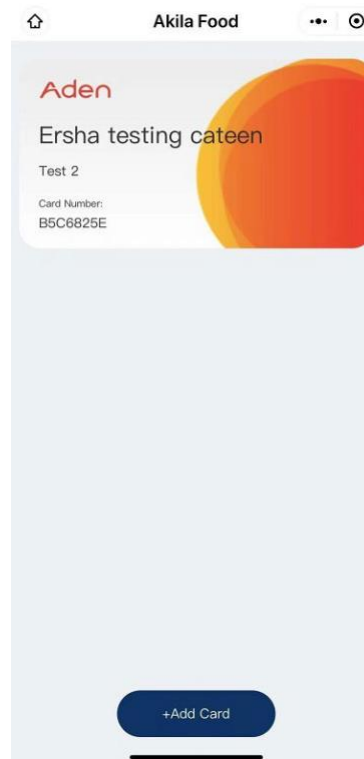 Akila Food
Aden
Ersha testing cateen
Test 2
Card Number:
B5C6825E
+Add Card